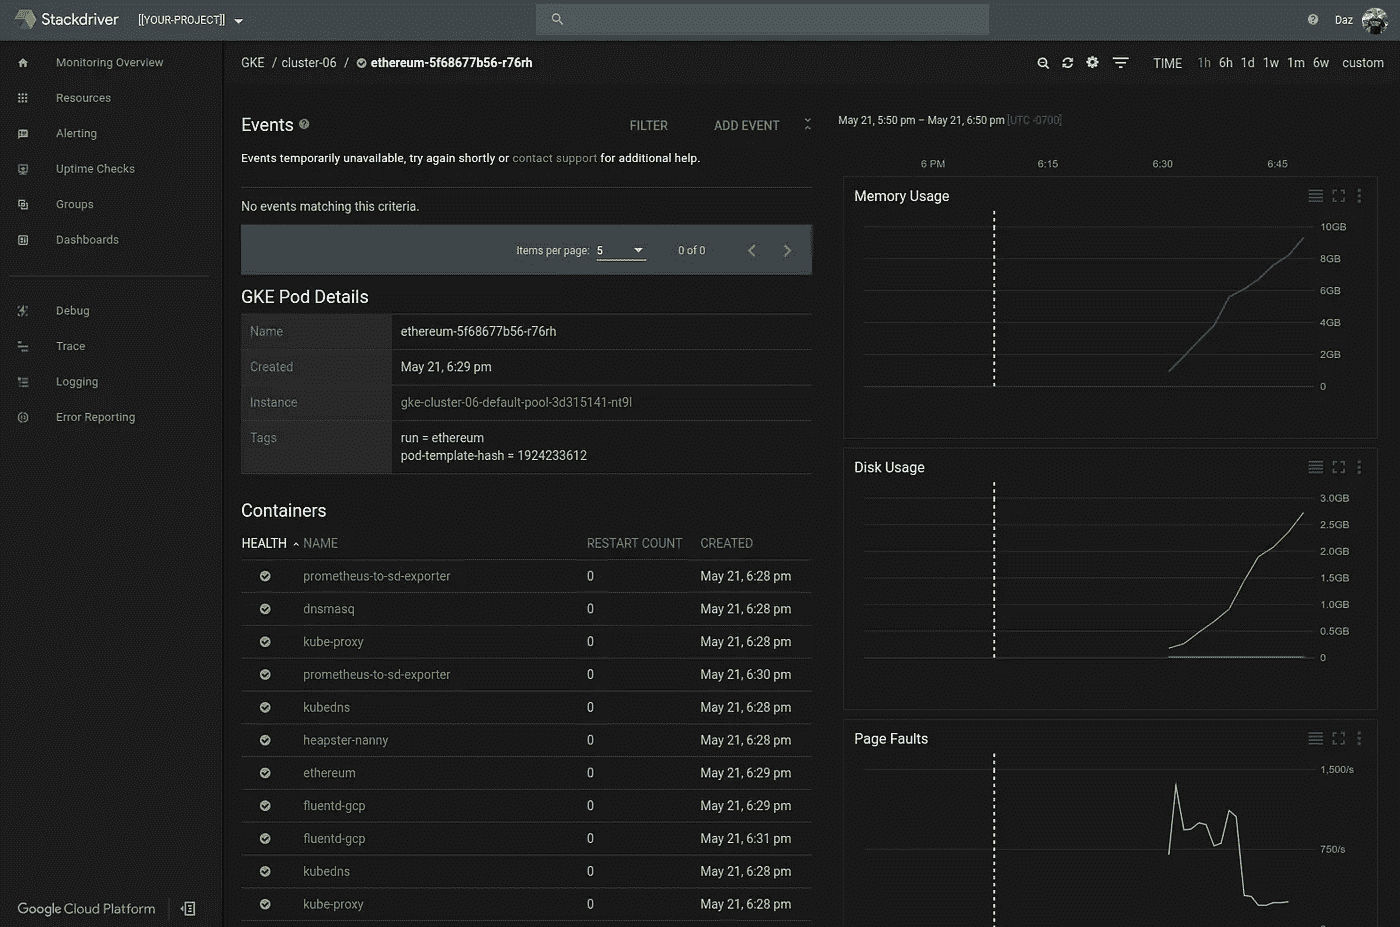 Stackdriver
[[YOUR-PROJECT]]
Daz
Monitoring Overview
Resources
Alerting
Uptime Checks
Groups
Dashboards
Debug
Trace
Logging
Error Reporting
Google Cloud Platform
GKE / cluster-06 / ethereum-5f68677b56-r76rh
TIME 1h 6h 1d 1w 1m 6w custom
Events
FILTER
ADD EVENT
Events temporarily unavailable, try again shortly or contact support for additional help.
No events matching this criteria.
Items per page: 5 0 of 0
GKE Pod Details
Name ethereum-5f68677b56-r76rh
Created May 21, 6:29 pm
Instance gke-cluster-06-default-pool-3d315141-nt9l
Tags run = ethereum
pod-template-hash = 1924233612
Containers
HEALTH NAME RESTART COUNT CREATED
prometheus-to-sd-exporter 0 May 21, 6:28 pm
dnsmasq 0 May 21, 6:28 pm
kube-proxy 0 May 21, 6:28 pm
prometheus-to-sd-exporter 0 May 21, 6:30 pm
kubedns 0 May 21, 6:28 pm
heapster-nanny 0 May 21, 6:28 pm
ethereum 0 May 21, 6:29 pm
fluentd-gcp 0 May 21, 6:29 pm
fluentd-gcp 0 May 21, 6:31 pm
kubedns 0 May 21, 6:28 pm
kube-proxy 0 May 21, 6:28 pm
May 21, 5:50 pm – May 21, 6:50 pm [UTC -0700]
6 PM 6:15 6:30 6:45
Memory Usage
10GB
8GB
6GB
4GB
2GB
0
Disk Usage
3.0GB
2.5GB
2.0GB
1.5GB
1.0GB
0.5GB
0
Page Faults
1,500/s
750/s